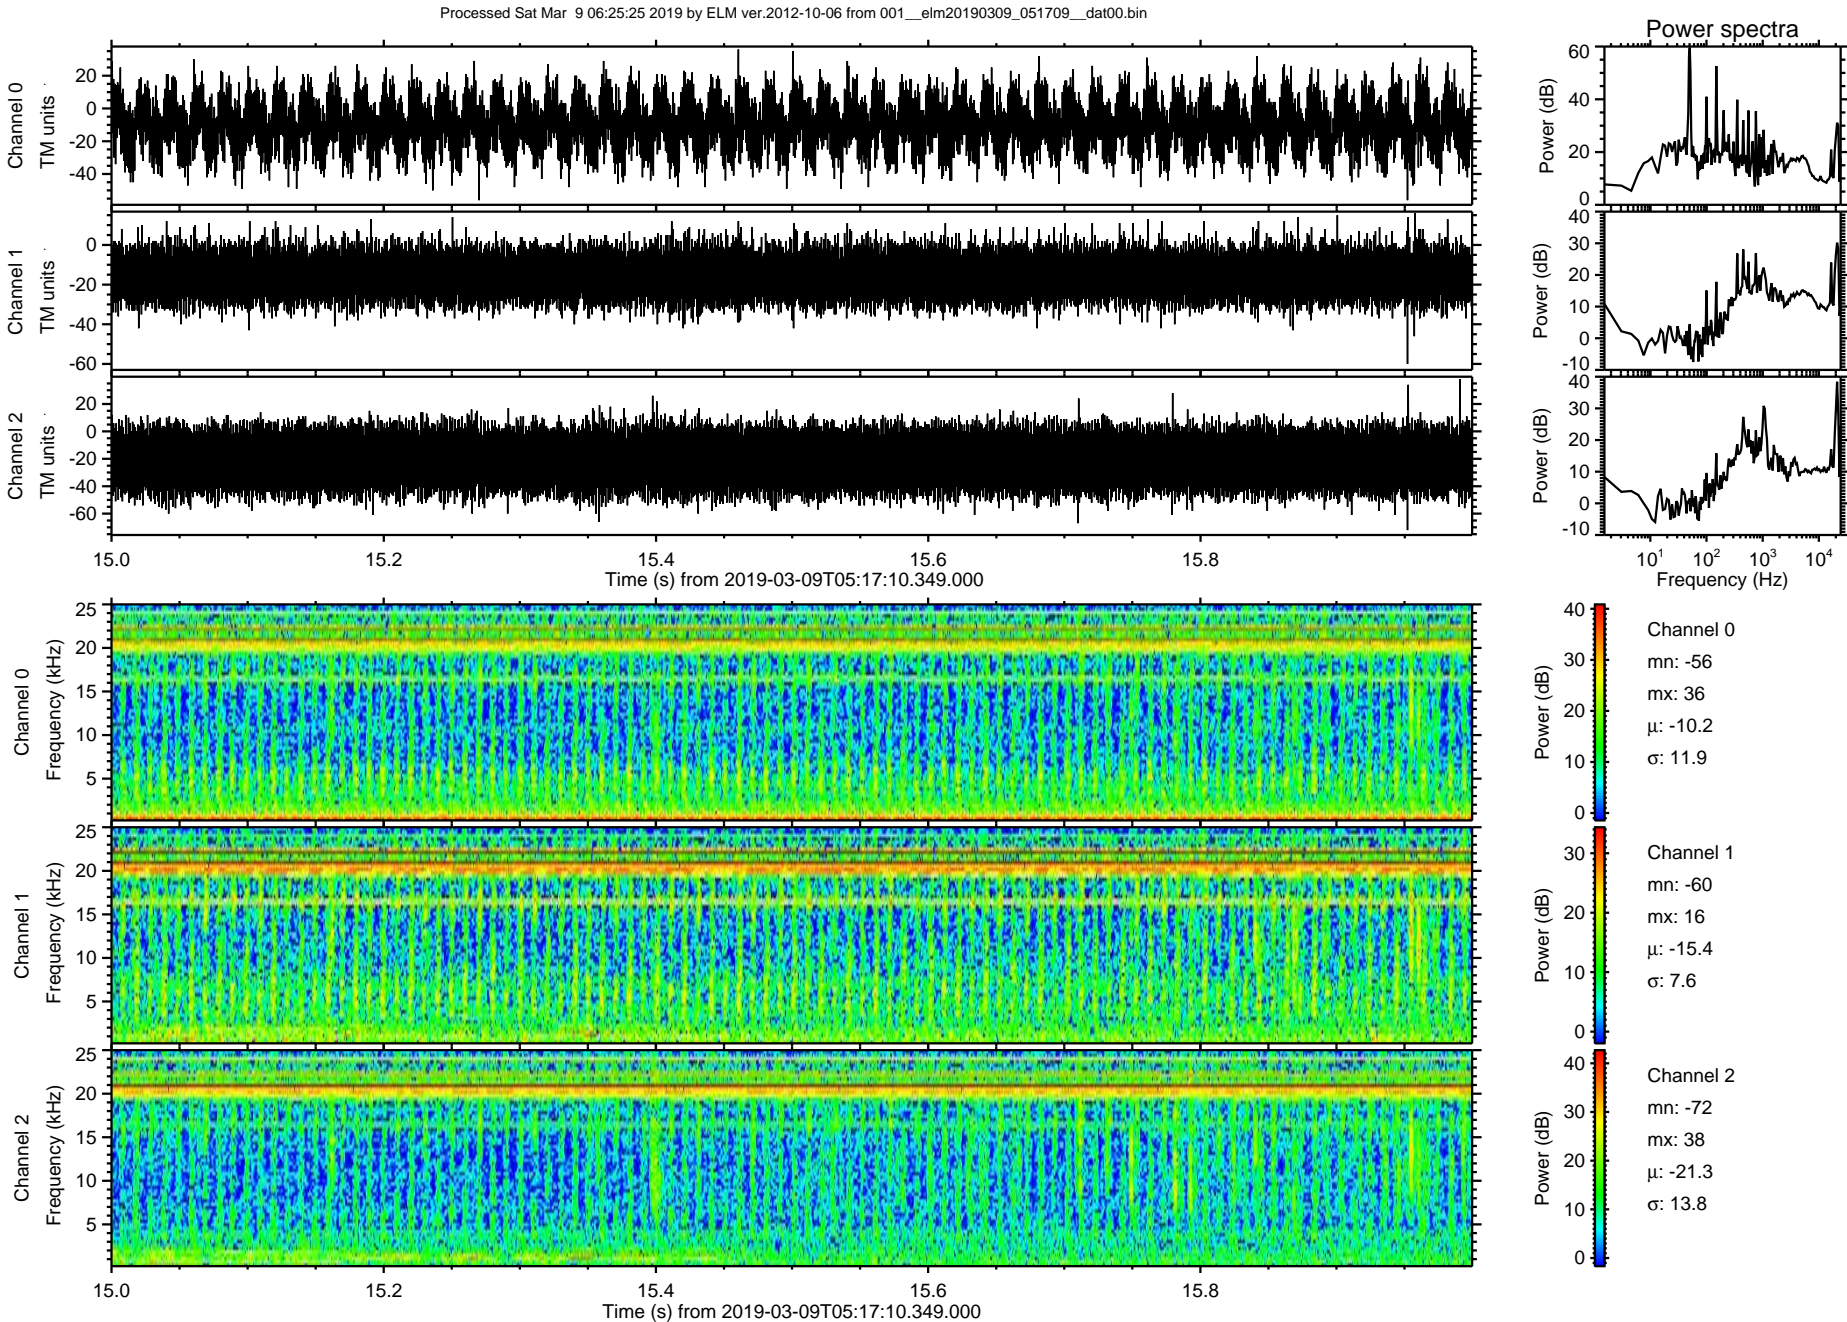 Processed Sat Mar  9 06:25:25 2019 by ELM ver.2012-10-06 from 001__elm20190309_051709__dat00.bin
Power spectra
Channel 0
TM units
20
0
-20
-40
Power (dB)
60
40
20
0
Channel 1
TM units
0
-20
-40
-60
Power (dB)
40
30
20
10
0
-10
Channel 2
TM units
20
0
-20
-40
-60
Power (dB)
40
30
20
10
0
-10
15.0 15.2 15.4 15.6 15.8
Time (s) from 2019-03-09T05:17:10.349.000
10^1 10^2 10^3 10^4
Frequency (Hz)
Channel 0
Frequency (kHz)
25
20
15
10
5
Power (dB)
40
30
20
10
0
Channel 0
mn: -56
mx: 36
μ: -10.2
σ: 11.9
Channel 1
Frequency (kHz)
25
20
15
10
5
Power (dB)
30
20
10
0
Channel 1
mn: -60
mx: 16
μ: -15.4
σ: 7.6
Channel 2
Frequency (kHz)
25
20
15
10
5
Power (dB)
40
30
20
10
0
Channel 2
mn: -72
mx: 38
μ: -21.3
σ: 13.8
15.0 15.2 15.4 15.6 15.8
Time (s) from 2019-03-09T05:17:10.349.000